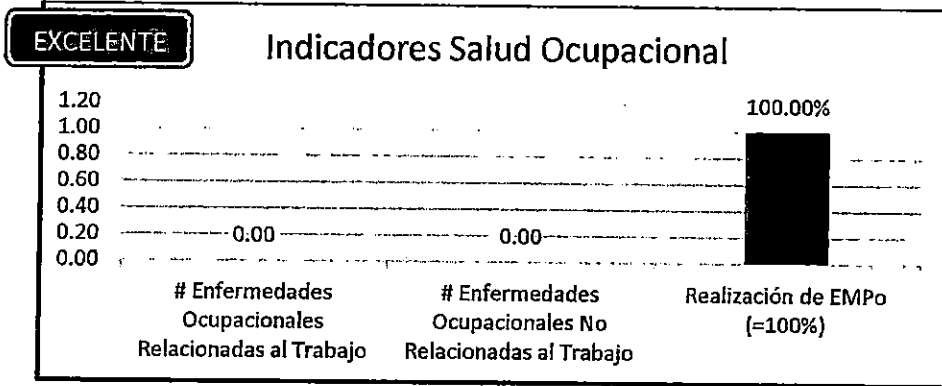 EXCELENTE
Indicadores Salud Ocupacional
1.20
1.00
0.80
0.60
0.40
0.20
0.00
100.00%
0.00
0.00
# Enfermedades
Ocupacionales
Relacionadas al Trabajo
# Enfermedades
Ocupacionales No
Relacionadas al Trabajo
Realización de EMPo
(=100%)